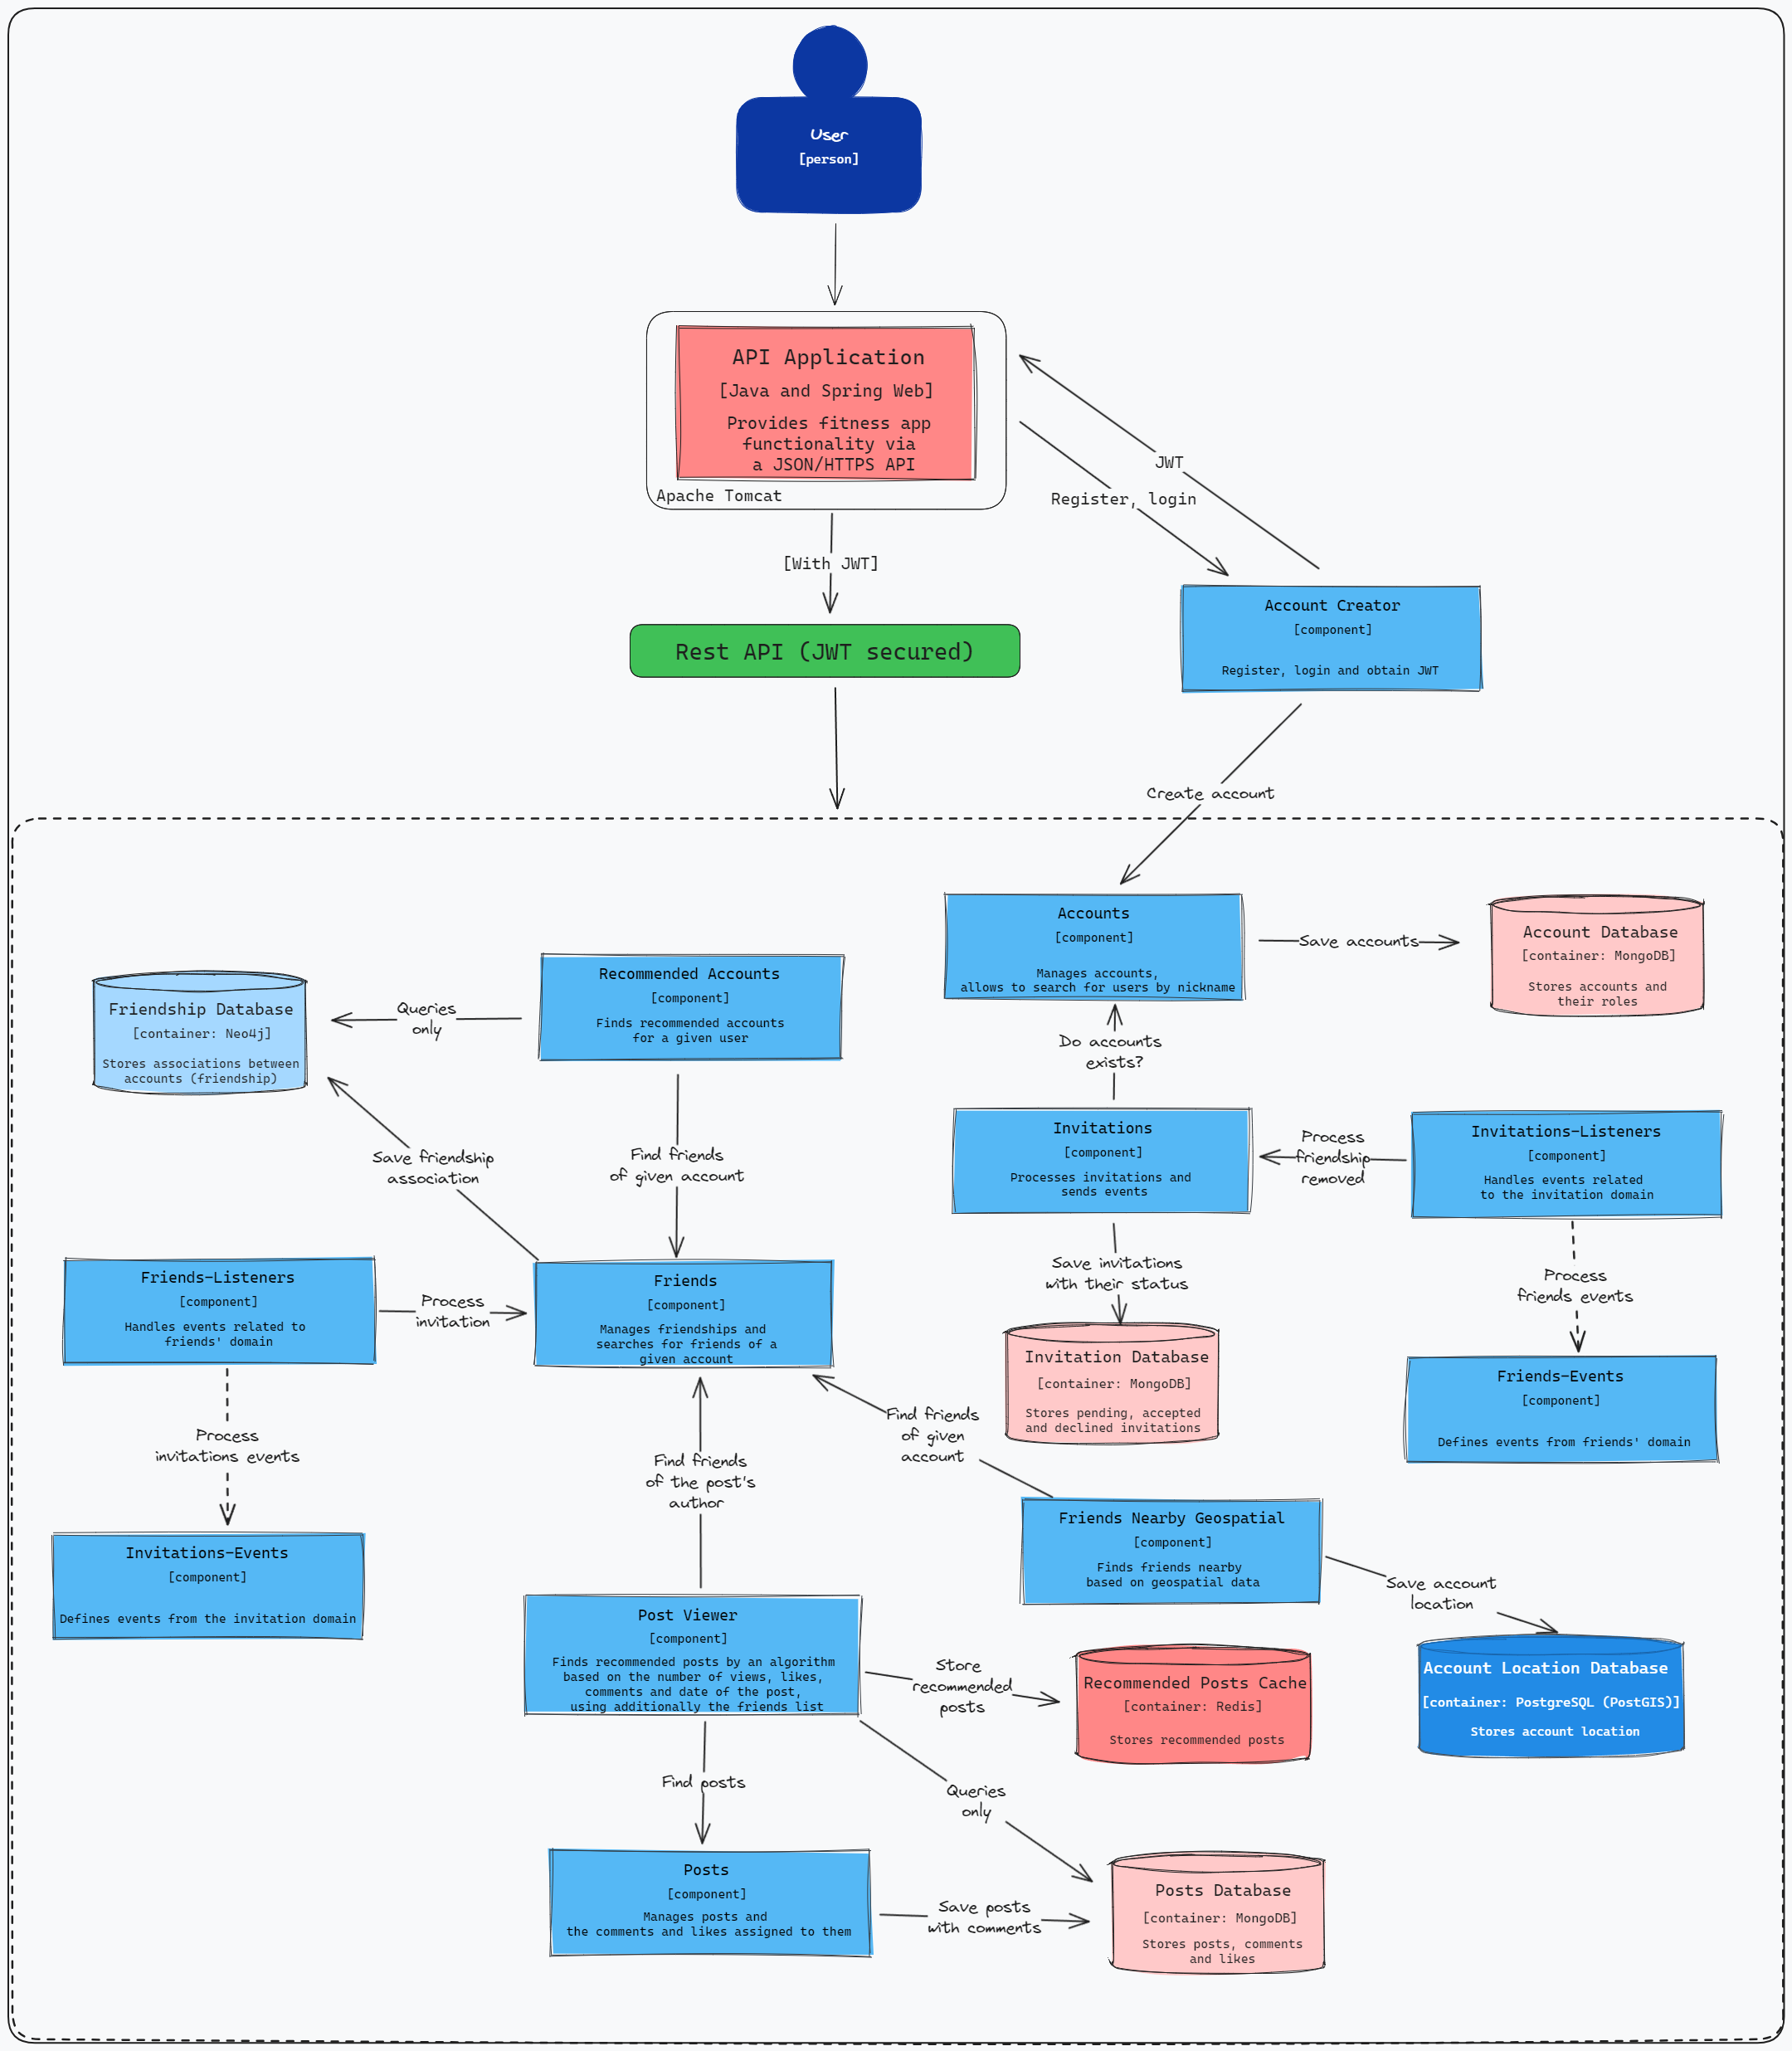 User
[person]
API Application
[Java and Spring Web]
Provides fitness app
functionality via
a JSON/HTTPS API
Apache Tomcat
JWT
Register, login
[With JWT]
Rest API (JWT secured)
Account Creator
[component]
Register, login and obtain JWT
Create account
Accounts
[component]
Manages accounts,
allows to search for users by nickname
Save accounts
Account Database
[container: MongoDB]
Stores accounts and
their roles
Recommended Accounts
[component]
Finds recommended accounts
for a given user
Queries
only
Friendship Database
[container: Neo4j]
Stores associations between
accounts (friendship)
Do accounts
exists?
Invitations
[component]
Processes invitations and
sends events
Process
friendship
removed
Invitations-Listeners
[component]
Handles events related
to the invitation domain
Save friendship
association
Find friends
of given account
Save invitations
with their status
Process
friends events
Friends-Listeners
[component]
Handles events related to
friends' domain
Process
invitation
Friends
[component]
Manages friendships and
searches for friends of a
given account
Invitation Database
[container: MongoDB]
Stores pending, accepted
and declined invitations
Friends-Events
[component]
Defines events from friends' domain
Process
invitations events
Find friends
of the post's
author
Find friends
of given
account
Friends Nearby Geospatial
[component]
Finds friends nearby
based on geospatial data
Invitations-Events
[component]
Defines events from the invitation domain
Save account
location
Post Viewer
[component]
Finds recommended posts by an algorithm
based on the number of views, likes,
comments and date of the post,
using additionally the friends list
Store
recommended
posts
Recommended Posts Cache
[container: Redis]
Stores recommended posts
Account Location Database
[container: PostgreSQL (PostGIS)]
Stores account location
Find posts
Queries
only
Posts
[component]
Manages posts and
the comments and likes assigned to them
Save posts
with comments
Posts Database
[container: MongoDB]
Stores posts, comments
and likes